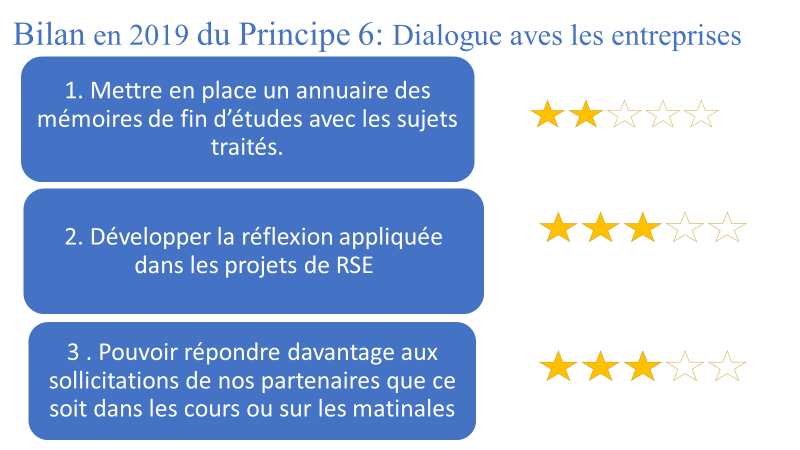 Bilan en 2019 du Principe 6: Dialogue aves les entreprises
1. Mettre en place un annuaire des
mémoires de fin d’études avec les sujets
traités.
2. Développer la réflexion appliquée
dans les projets de RSE
3 . Pouvoir répondre davantage aux
sollicitations de nos partenaires que ce
soit dans les cours ou sur les matinales